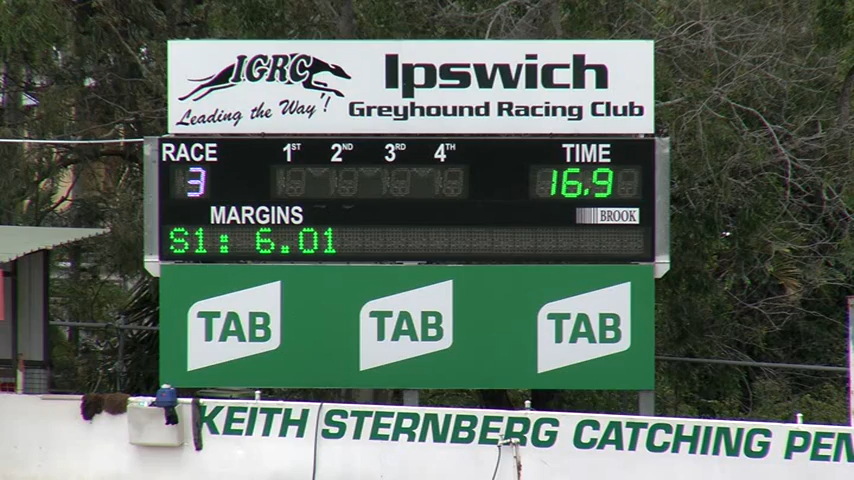 IGRC
Leading the Way'!
Ipswich
Greyhound Racing Club
RACE 1ST 2ND 3RD 4TH TIME
3 16.9
MARGINS BROOK
S1: 6.01
TAB TAB TAB
KEITH STERNBERG CATCHING PEN